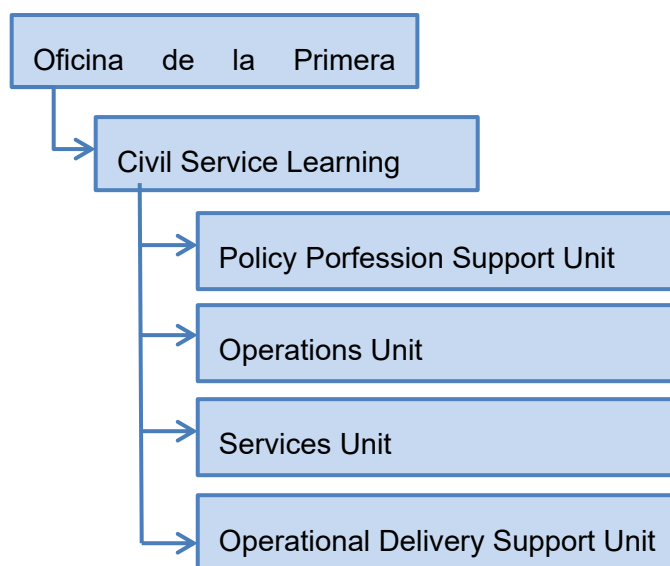 Oficina de la Primera
Civil Service Learning
Policy Porfession Support Unit
Operations Unit
Services Unit
Operational Delivery Support Unit